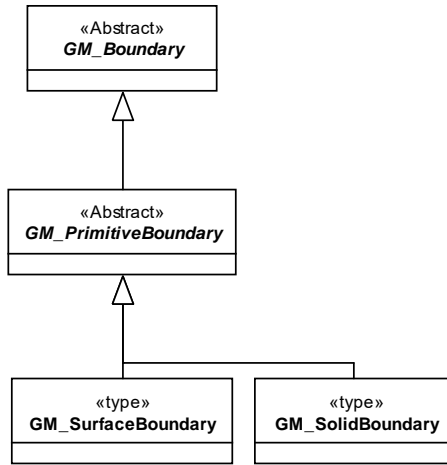 «Abstract»
GM_Boundary
«Abstract»
GM_PrimitiveBoundary
«type»
GM_SurfaceBoundary
«type»
GM_SolidBoundary